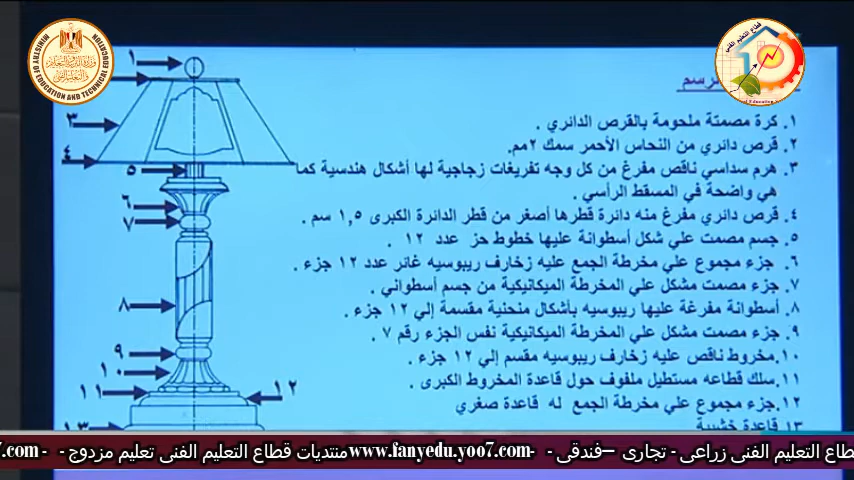 الرسم
١. كرة مصمتة ملحومة بالقرص الدائري .
٢. قرص دائري من النحاس الأحمر سمك ٢مم.
٣. هرم سداسي ناقص مفرغ من كل وجه تفريغات زجاجية لها أشكال هندسية كما
هي واضحة في المسقط الرأسي .
٤. قرص دائري مفرغ منه دائرة قطرها أصغر من قطر الدائرة الكبرى ١,٥ سم .
٥. جسم مصمت علي شكل أسطوانة عليها خطوط حز عدد ١٢ .
٦. جزء مجموع علي مخرطة الجمع عليه زخارف ريبوسيه غائر عدد ١٢ جزء .
٧. جزء مصمت مشكل علي المخرطة الميكانيكية من جسم أسطواني .
٨. أسطوانة مفرغة عليها ريبوسيه بأشكال منحنية مقسمة إلي ١٢ جزء .
٩. جزء مصمت مشكل علي المخرطة الميكانيكية نفس الجزء رقم ٧ .
١٠.مخروط ناقص عليه زخارف ريبوسيه مقسم إلي ١٢ جزء .
١١.سلك قطاعه مستطيل ملفوف حول قاعدة المخروط الكبرى .
١٢.جزء مجموع علي مخرطة الجمع له قاعدة صغري
١٣.قاعدة خشبية
١
٣
٤
٥
٦
٧
٨
٩
١٠
١١
١٢
١٣
MINISTRY OF EDUCATION AND TECHNICAL EDUCATION
قطاع التعليم الفني
طاع التعليم الفنى زراعى - تجارى –فندقى - -www.fanyedu.yoo7.comمنتديات قطاع التعليم الفنى تعليم مزدوج - -7.com